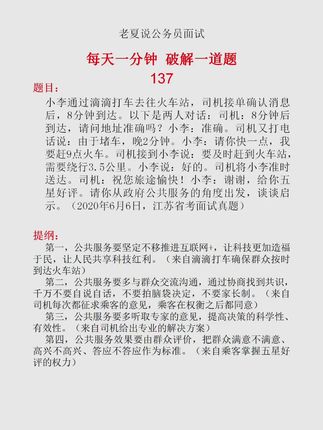 老夏说公务员面试
每天一分钟 破解一道题
137
题目：
小李通过滴滴打车去往火车站，司机接单确认消息
后，8分钟到达。以下是两人对话：司机：8分钟后
到达，请问地址准确吗？小李：准确。司机又打电
话说：由于堵车，晚2分钟。小李：请你快一点，我
要赶9点火车。司机接到小李说：要及时赶到火车站，
需要绕行3.5公里。小李说：好的。司机将小李准时
送达。司机：祝您旅途愉快！小李：谢谢，给你五
星好评。请你从政府公共服务的角度出发，谈谈启
示。（2020年6月6日，江苏省考面试真题）
提纲：
第一，公共服务要坚定不移推进互联网+，让科技更加造福
于民，让人民共享科技红利。（来自滴滴打车确保群众按时
到达火车站）
第二，公共服务要多与群众交流沟通，通过协商找到共识，
千万不要自说自话，不要拍脑袋决定，不要家长制。（来自
司机每次都征求乘客的意见，乘客在权衡之后都同意）
第三，公共服务要多听取专家的意见，提高决策的科学性、
有效性。（来自司机给出专业的解决方案）
第四，公共服务效果要由群众评价，把群众满意不满意、
高兴不高兴、答应不答应作为标准。（来自乘客掌握五星好
评的权力）